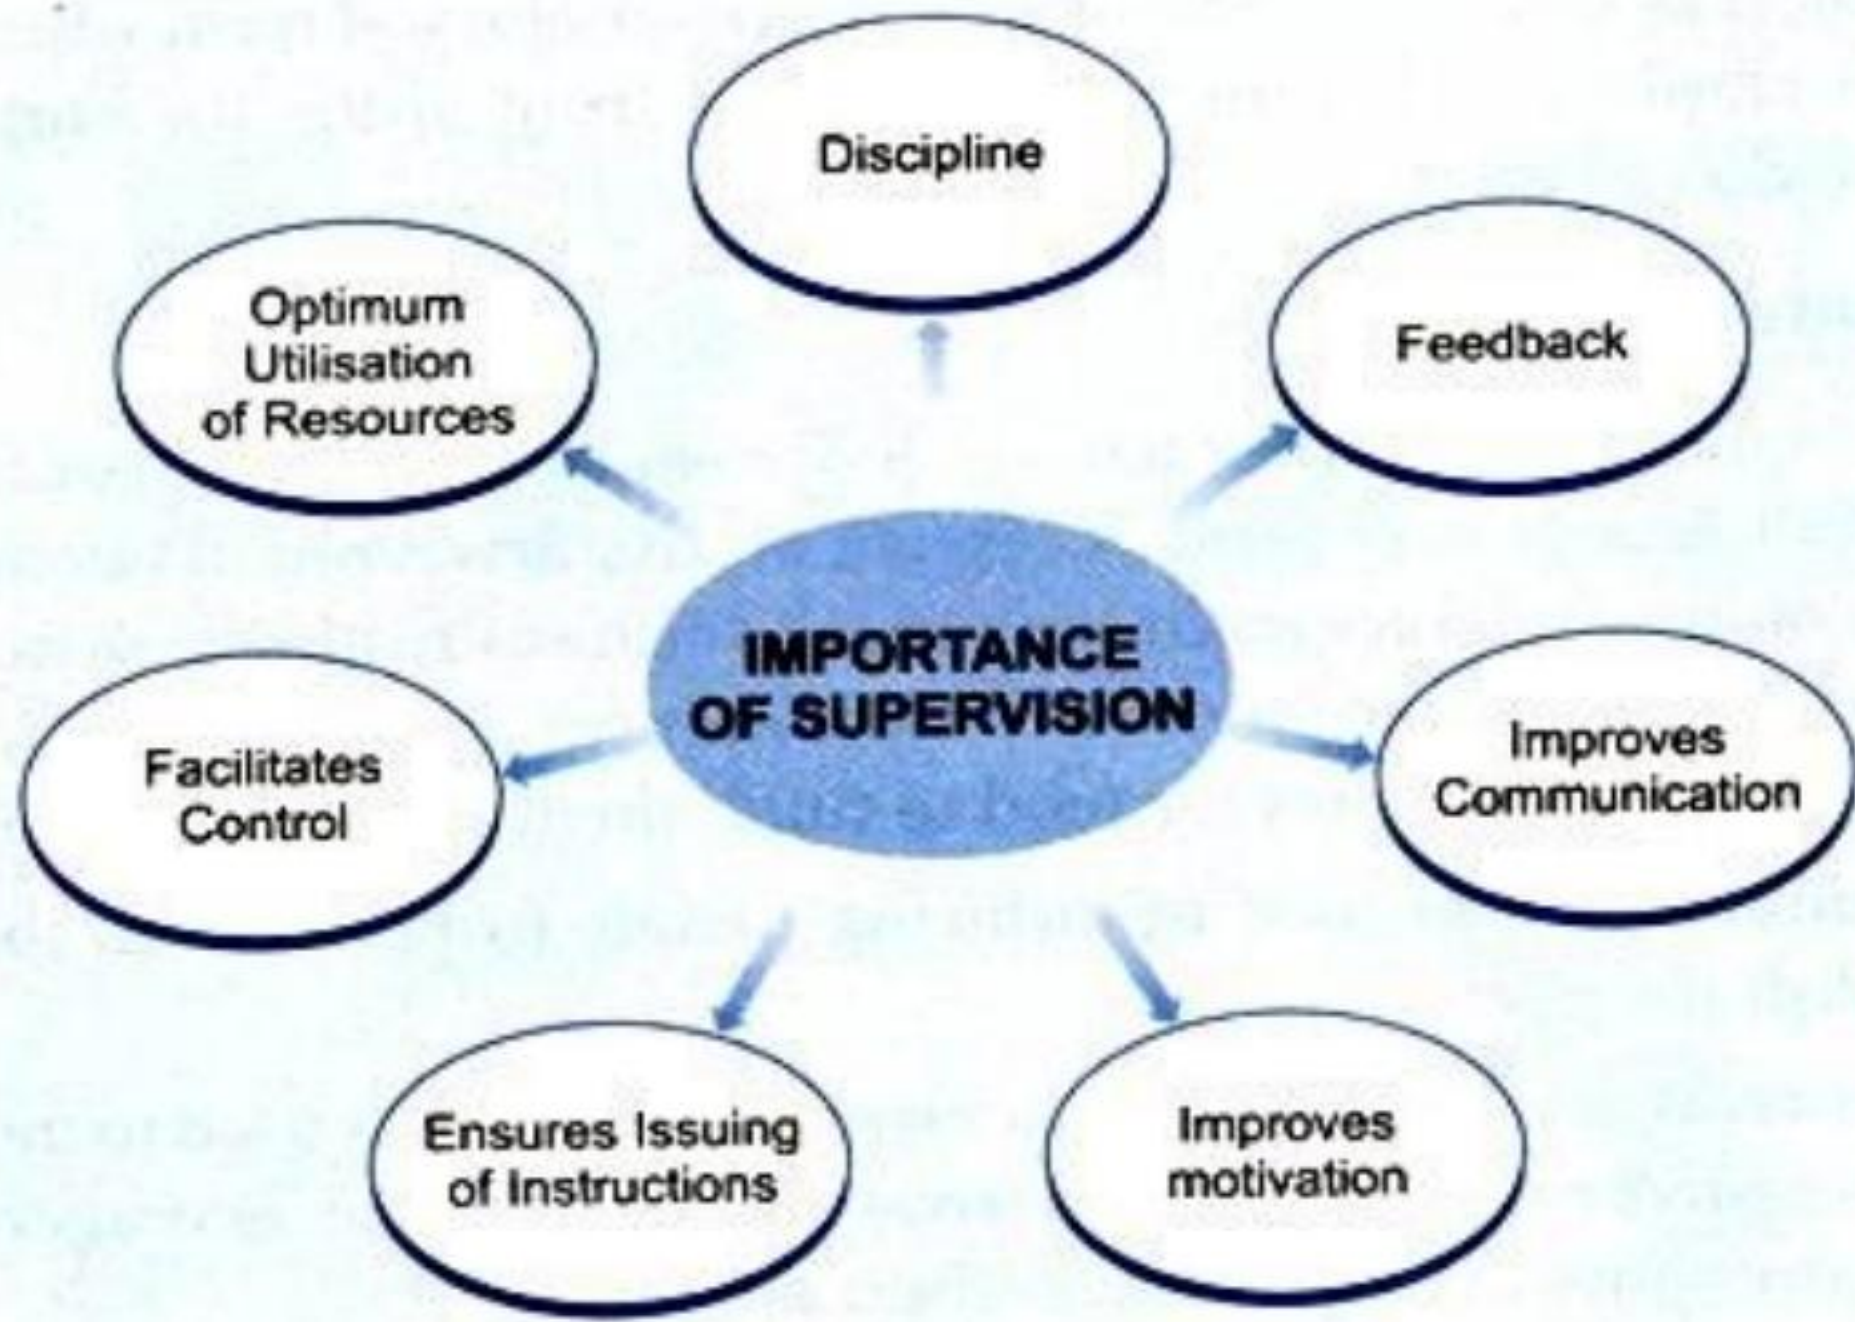 Discipline
Optimum
Utilisation
of Resources
Feedback
IMPORTANCE
OF SUPERVISION
Facilitates
Control
Improves
Communication
Ensures Issuing
of Instructions
Improves
motivation